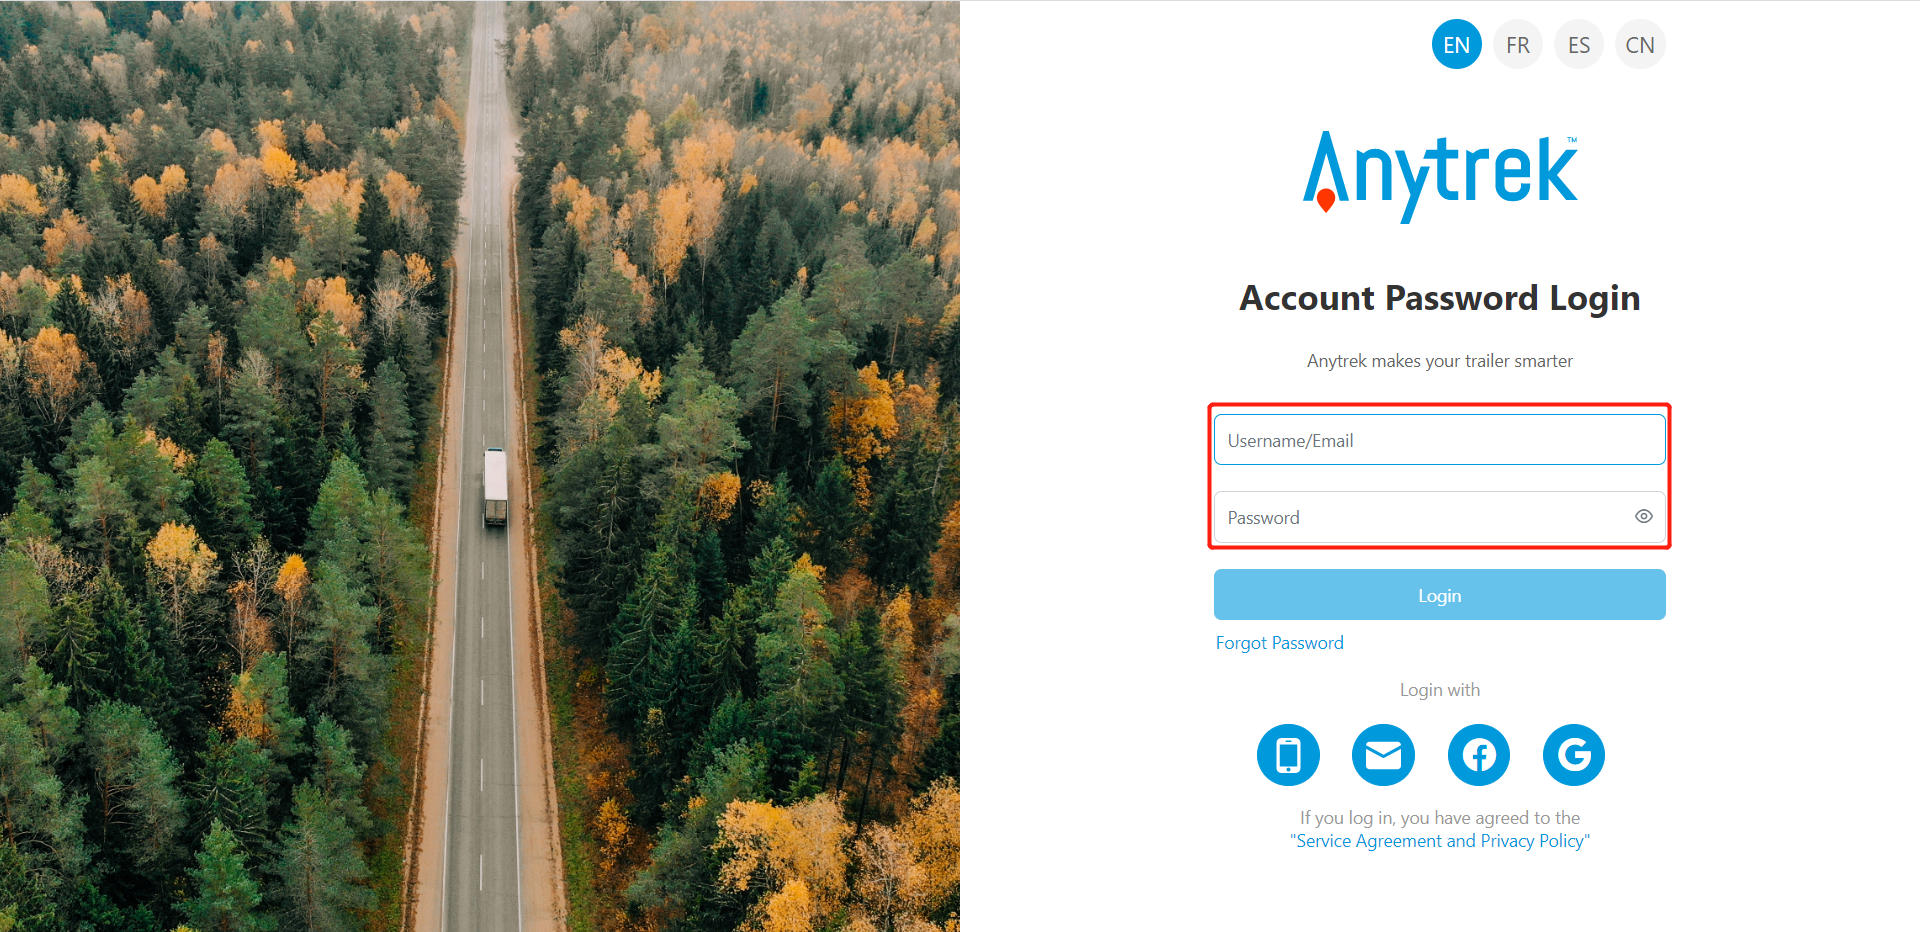 EN FR ES CN
Anytrek™
Account Password Login
Anytrek makes your trailer smarter
Username/Email
Password
Login
Forgot Password
Login with
If you log in, you have agreed to the
"Service Agreement and Privacy Policy"